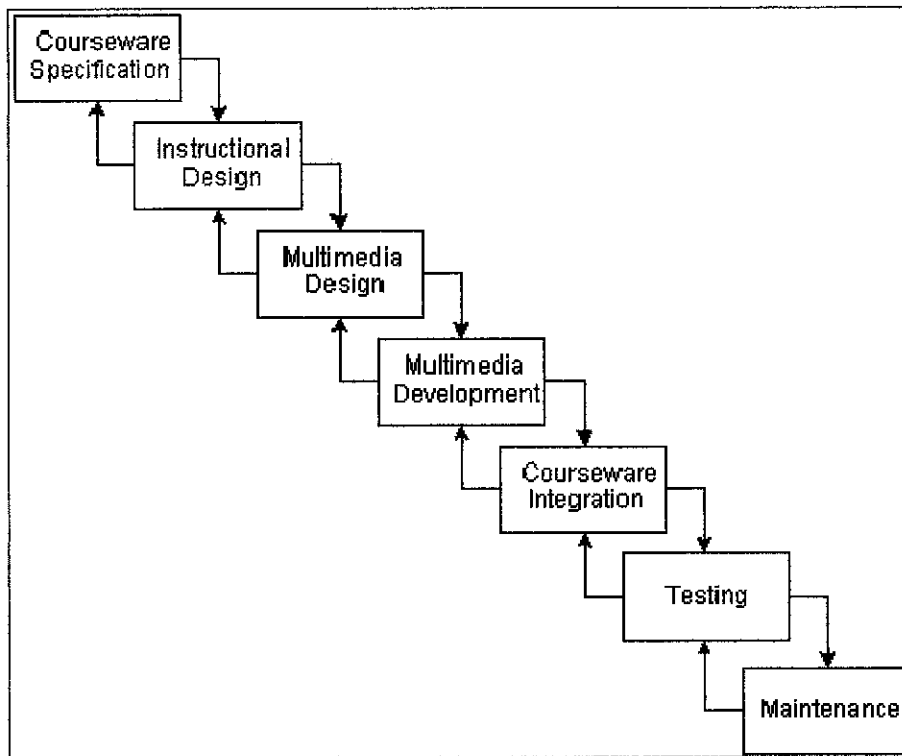 Courseware
Specification
Instructional
Design
Multimedia
Design
Multimedia
Development
Courseware
Integration
Testing
Maintenance